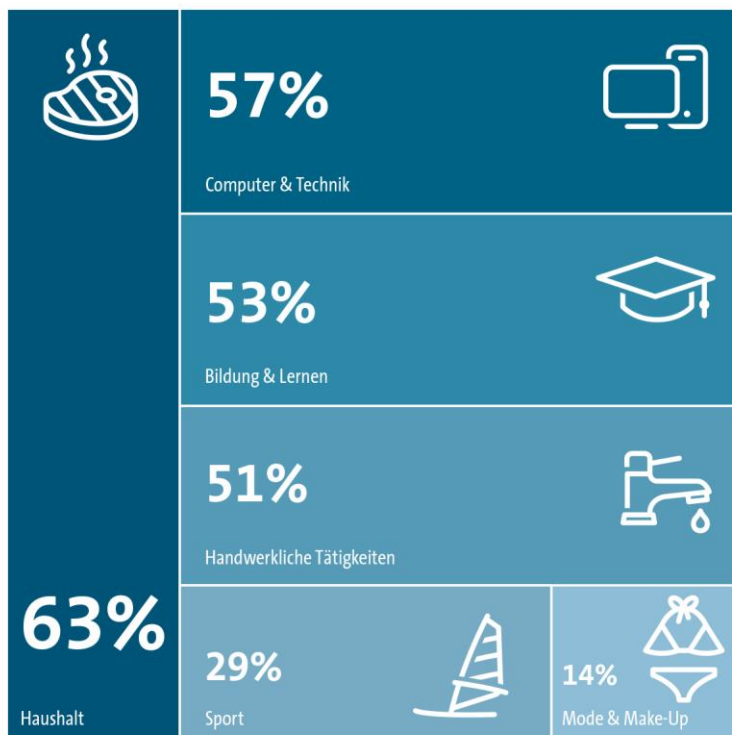 57%
Computer & Technik
53%
Bildung & Lernen
51%
Handwerkliche Tätigkeiten
63%
Haushalt
29%
Sport
14%
Mode & Make-Up